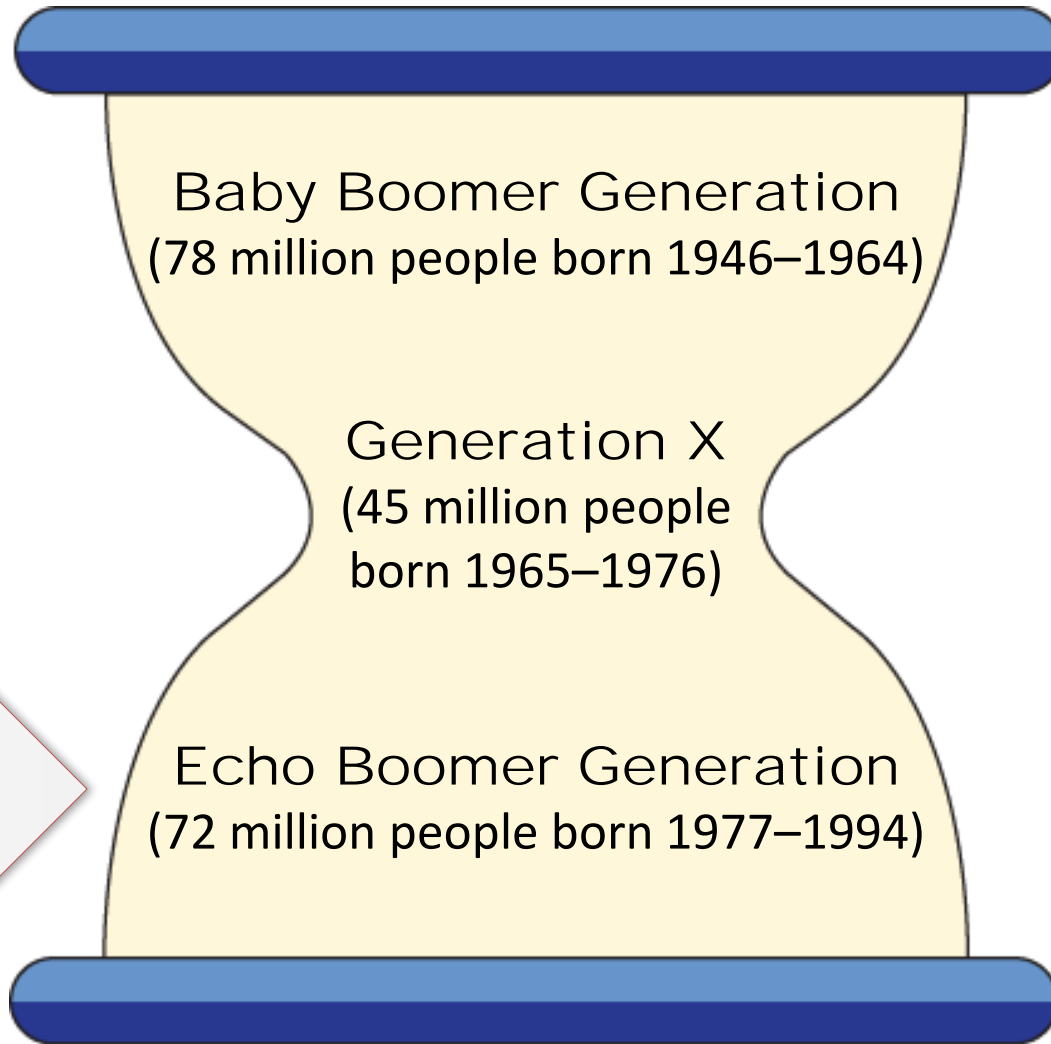 Baby Boomer Generation
(78 million people born 1946–1964)
Generation X
(45 million people
born 1965–1976)
Echo Boomer Generation
(72 million people born 1977–1994)